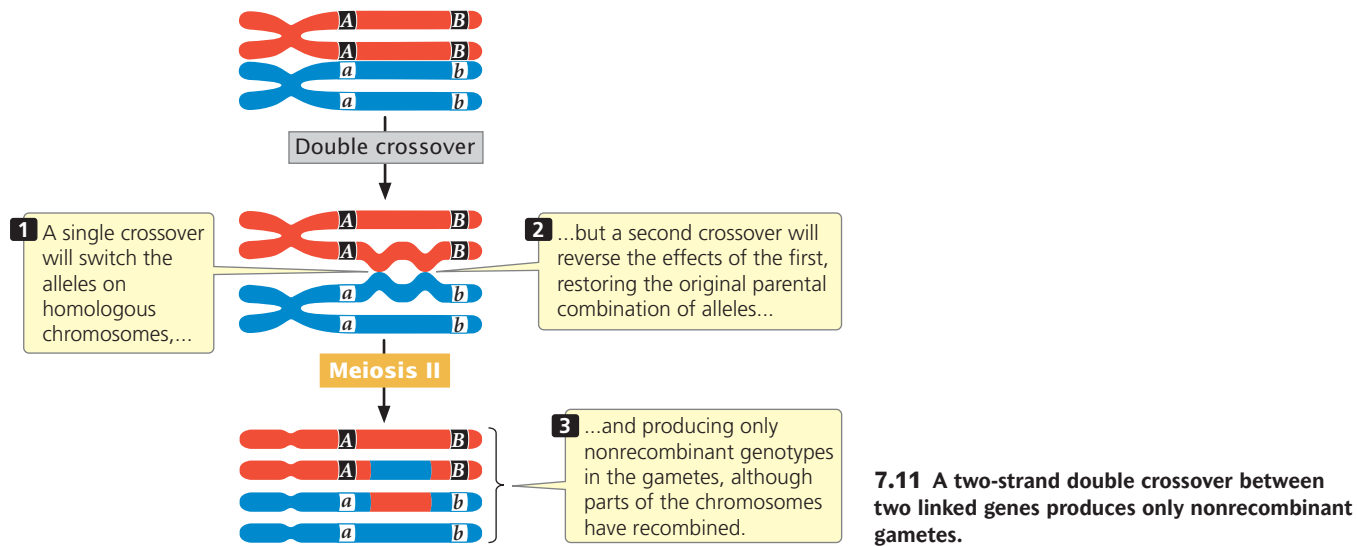 A B
A B
a b
a b
Double crossover
1 A single crossover
will switch the
alleles on
homologous
chromosomes,...
A B
A B
a b
a b
2 ...but a second crossover will
reverse the effects of the first,
restoring the original parental
combination of alleles...
Meiosis II
A B
A B
a b
a b
3 ...and producing only
nonrecombinant genotypes
in the gametes, although
parts of the chromosomes
have recombined.
7.11 A two-strand double crossover between
two linked genes produces only nonrecombinant
gametes.